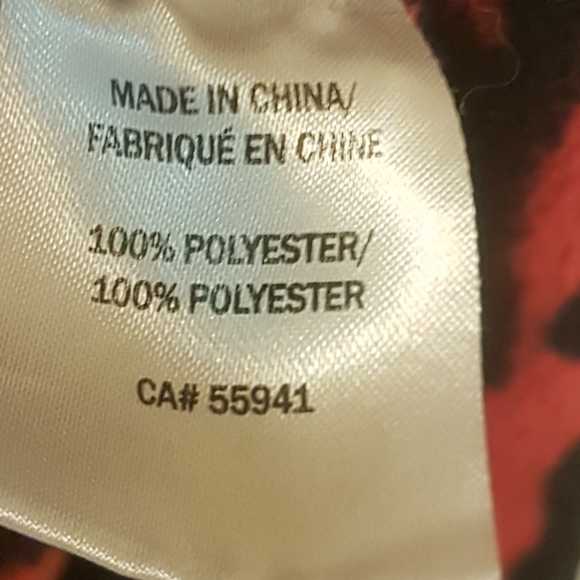 MADE IN CHINA/
FABRIQUÉ EN CHINE
100% POLYESTER/
100% POLYESTER
CA# 55941